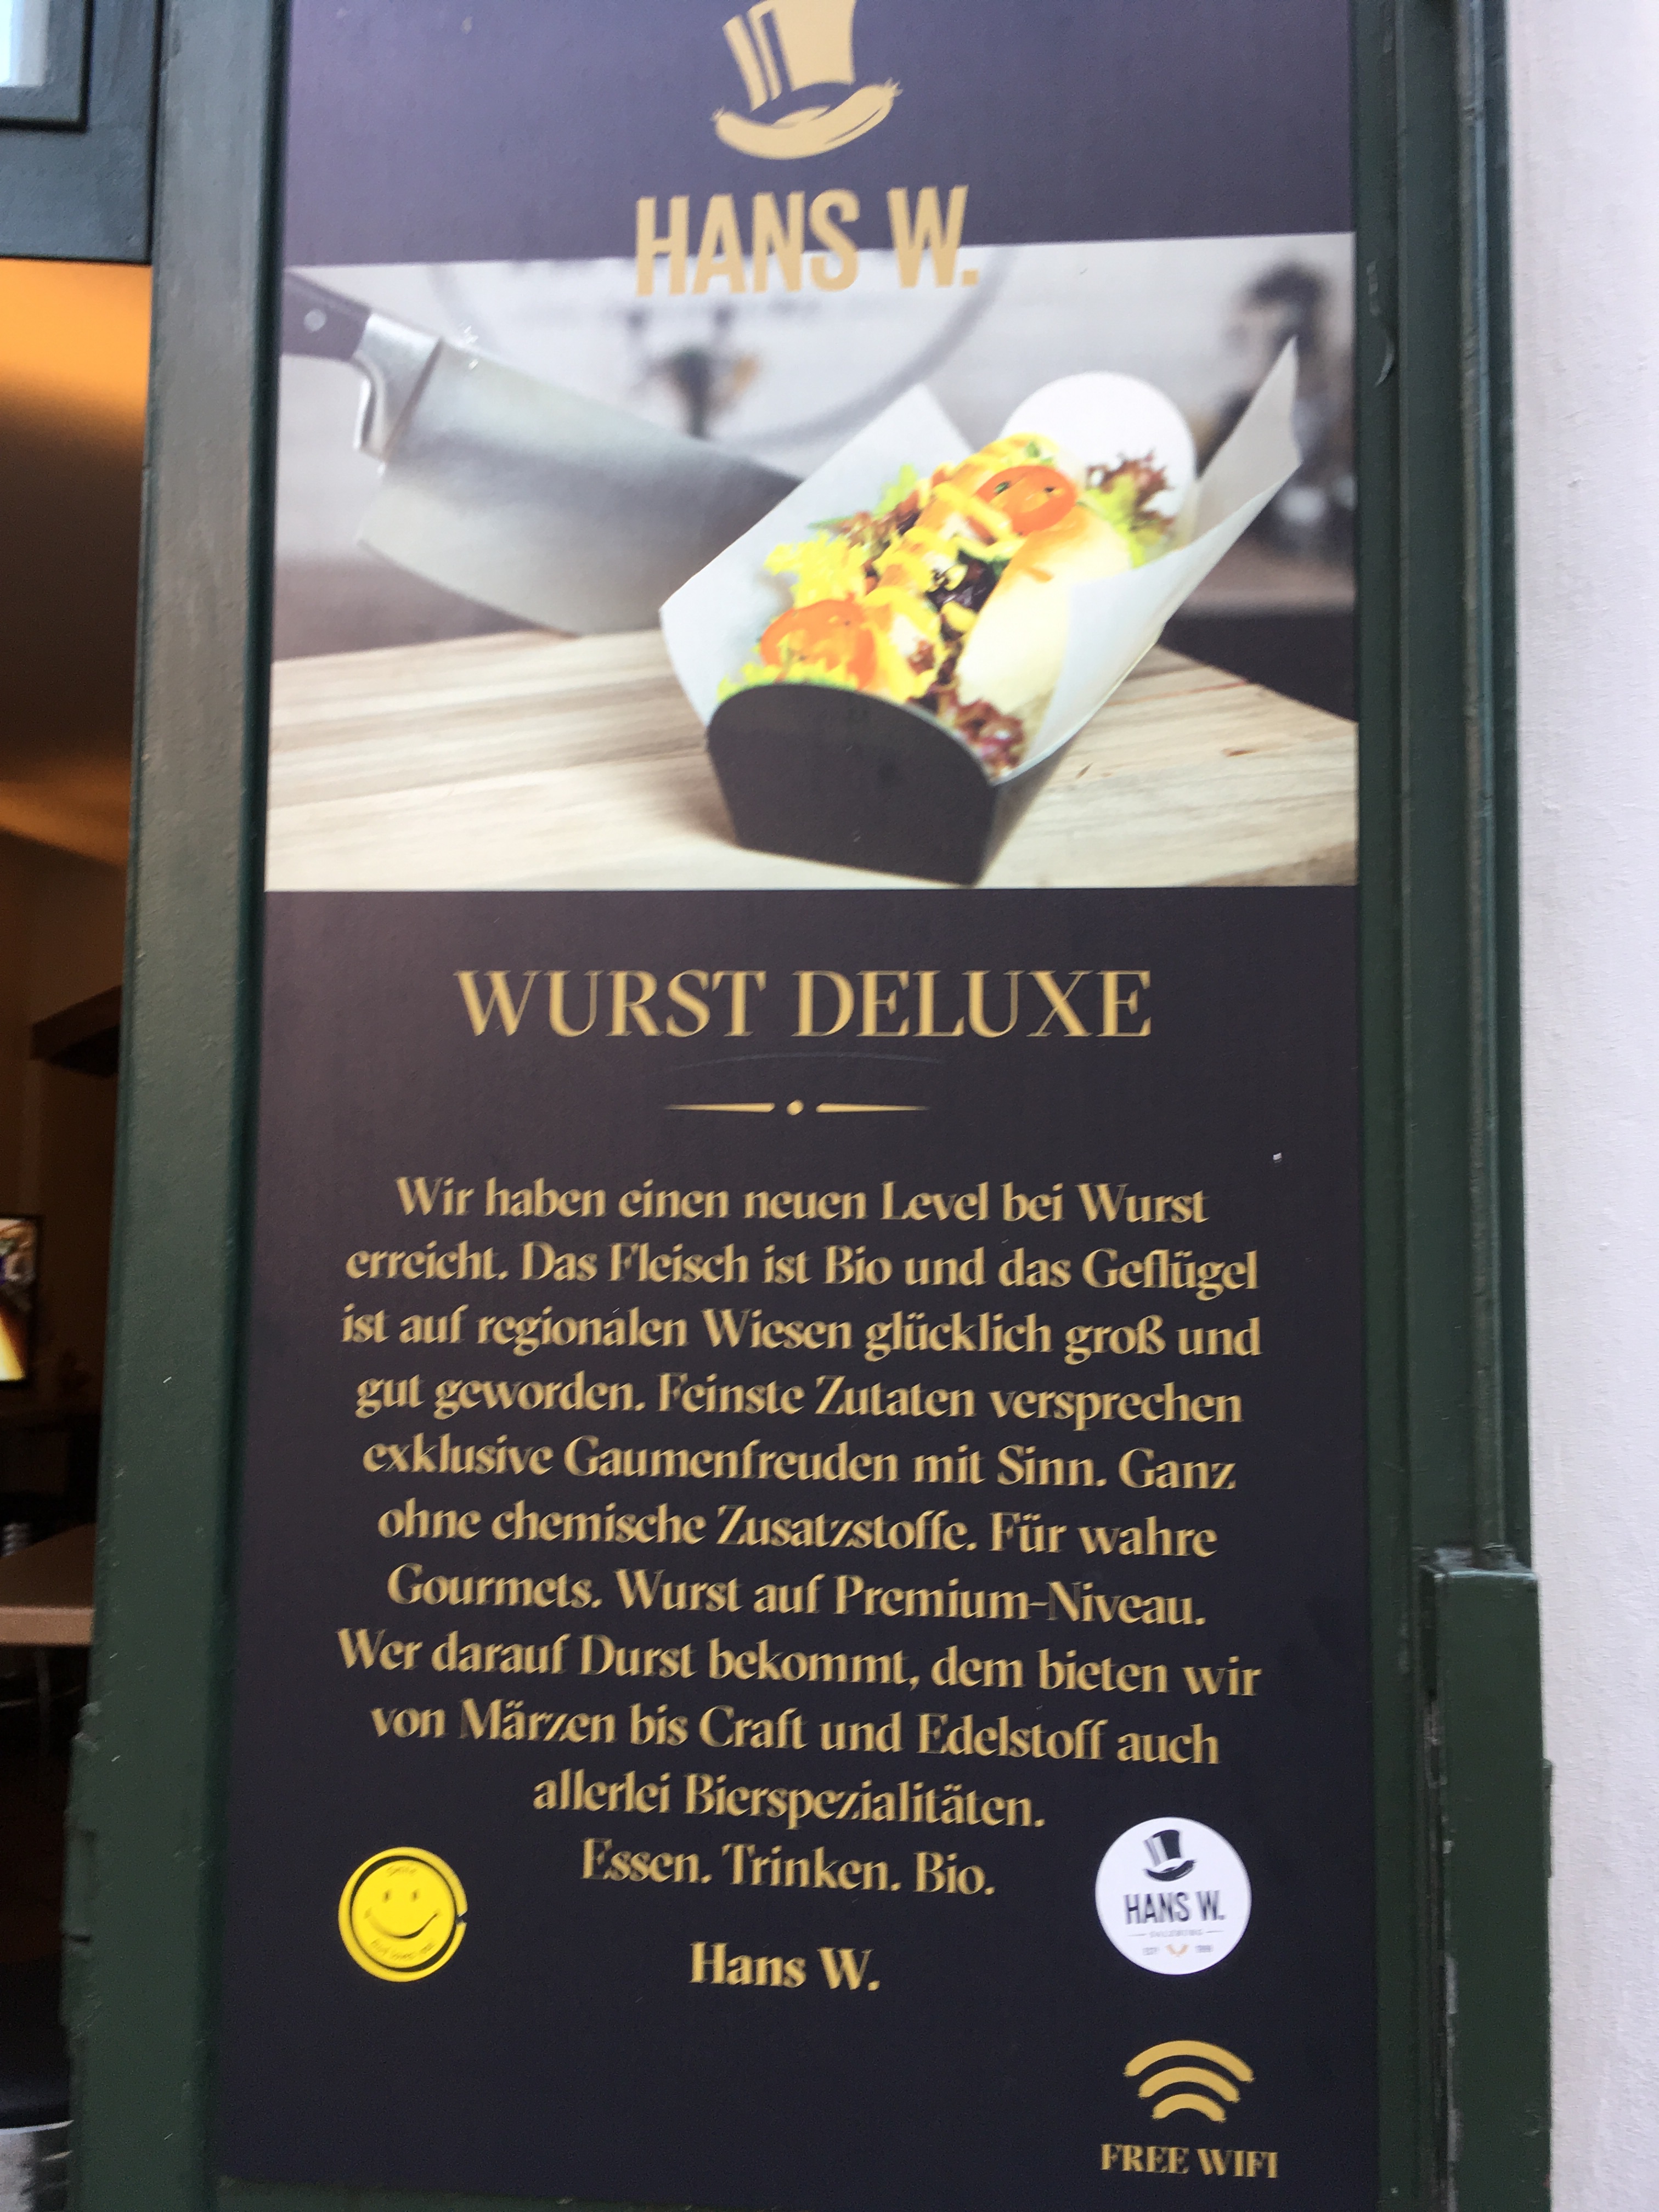 HANS W.
WURST DELUXE
Wir haben einen neuen Level bei Wurst
erreicht. Das Fleisch ist Bio und das Geflügel
ist auf regionalen Wiesen glücklich groß und
gut geworden. Feinste Zutaten versprechen
exklusive Gaumenfreuden mit Sinn. Ganz
ohne chemische Zusatzstoffe. Für wahre
Gourmets. Wurst auf Premium-Niveau.
Wer darauf Durst bekommt, dem bieten wir
von Märzen bis Craft und Edelstoff auch
allerlei Bierspezialitäten.
Essen. Trinken. Bio.
Hans W.
HANS W.
FREE WIFI